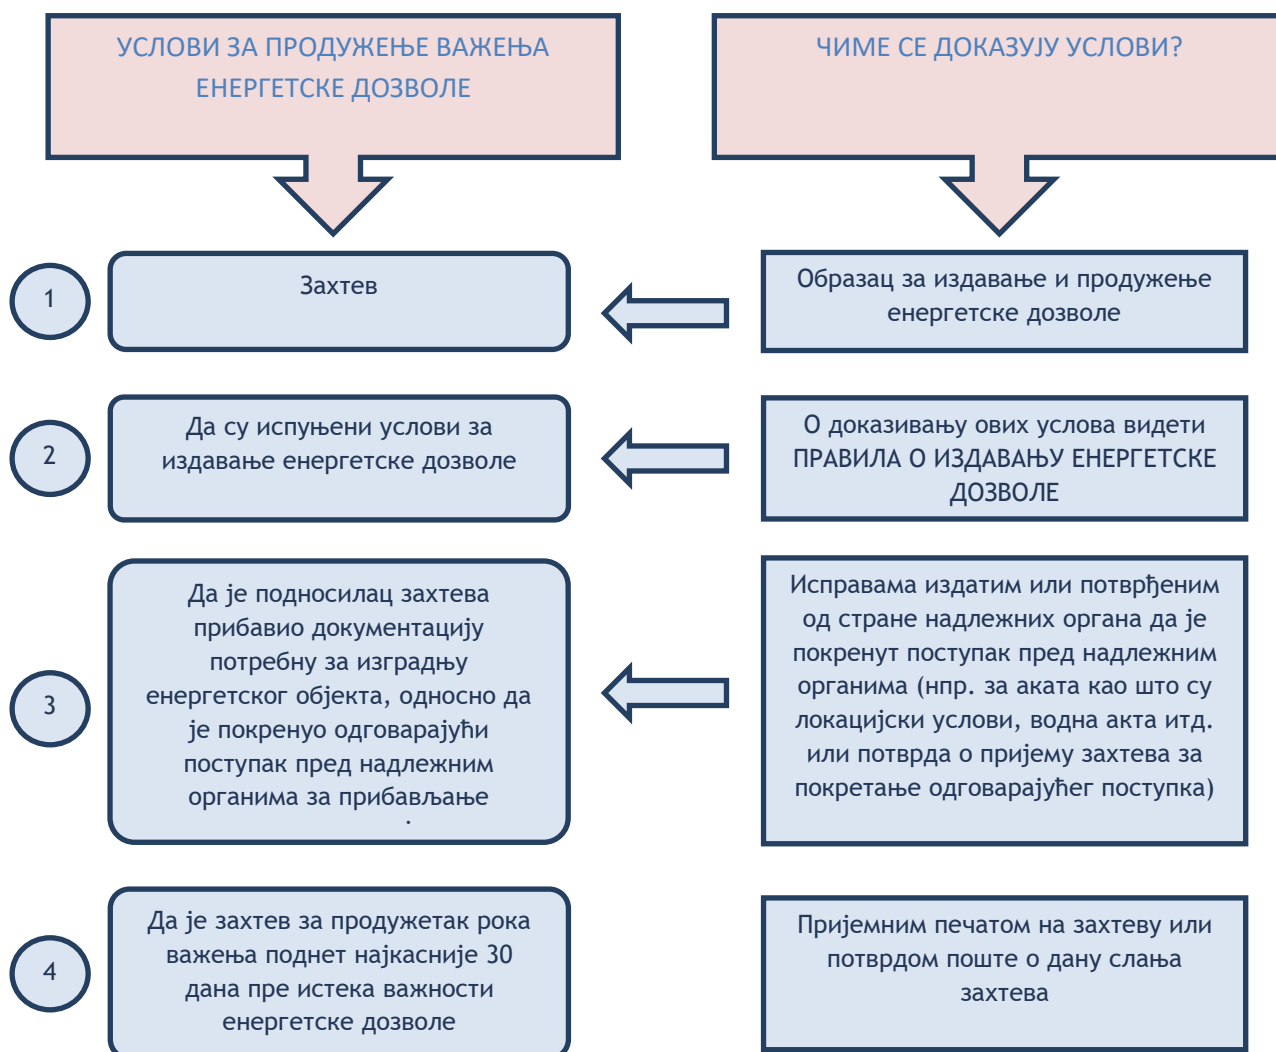 УСЛОВИ ЗА ПРОДУЖЕЊЕ ВАЖЕЊА
ЕНЕРГЕТСКЕ ДОЗВОЛЕ
ЧИМЕ СЕ ДОКАЗУЈУ УСЛОВИ?
1
Захтев
Образац за издавање и продужење
енергетске дозволе
2
Да су испуњени услови за
издавање енергетске дозволе
О доказивању ових услова видети
ПРАВИЛА О ИЗДАВАЊУ ЕНЕРГЕТСКЕ
ДОЗВОЛЕ
3
Да је подносилац захтева
прибавио документацију
потребну за изградњу
енергетског објекта, односно да
је покренуо одговарајући
поступак пред надлежним
органима за прибављање
Исправама издатим или потврђеним
од стране надлежних органа да је
покренут поступак пред надлежним
органима (нпр. за аката као што су
локацијски услови, водна акта итд.
или потврда о пријему захтева за
покретање одговарајућег поступка)
4
Да је захтев за продужетак рока
важења поднет најкасније 30
дана пре истека важности
енергетске дозволе
Пријемним печатом на захтеву или
потврдом поште о дану слања
захтева